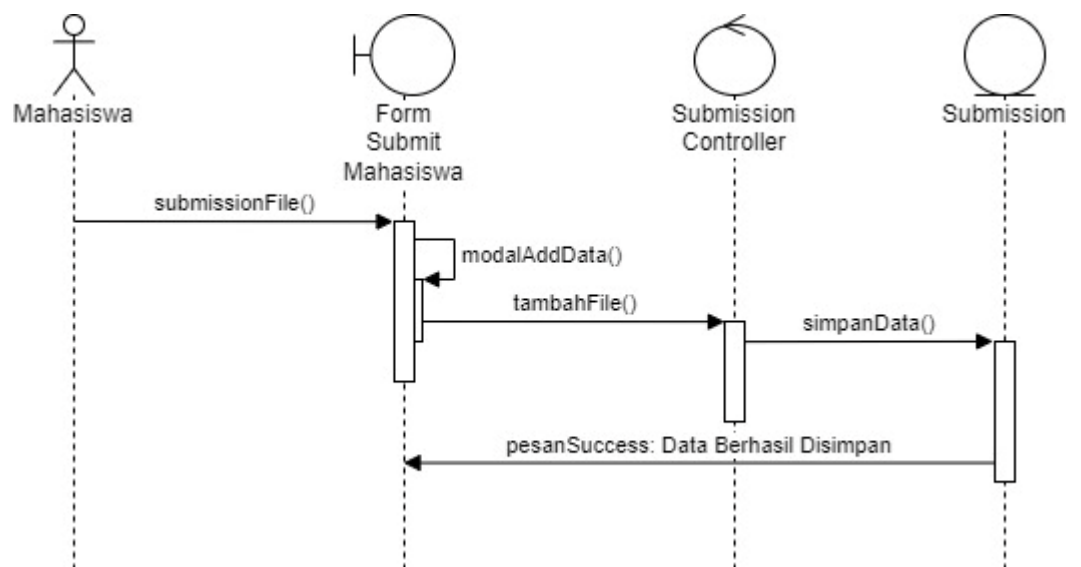 Mahasiswa
Form
Submit
Mahasiswa
Submission
Controller
Submission
submissionFile()
modalAddData()
tambahFile()
simpanData()
pesanSuccess: Data Berhasil Disimpan